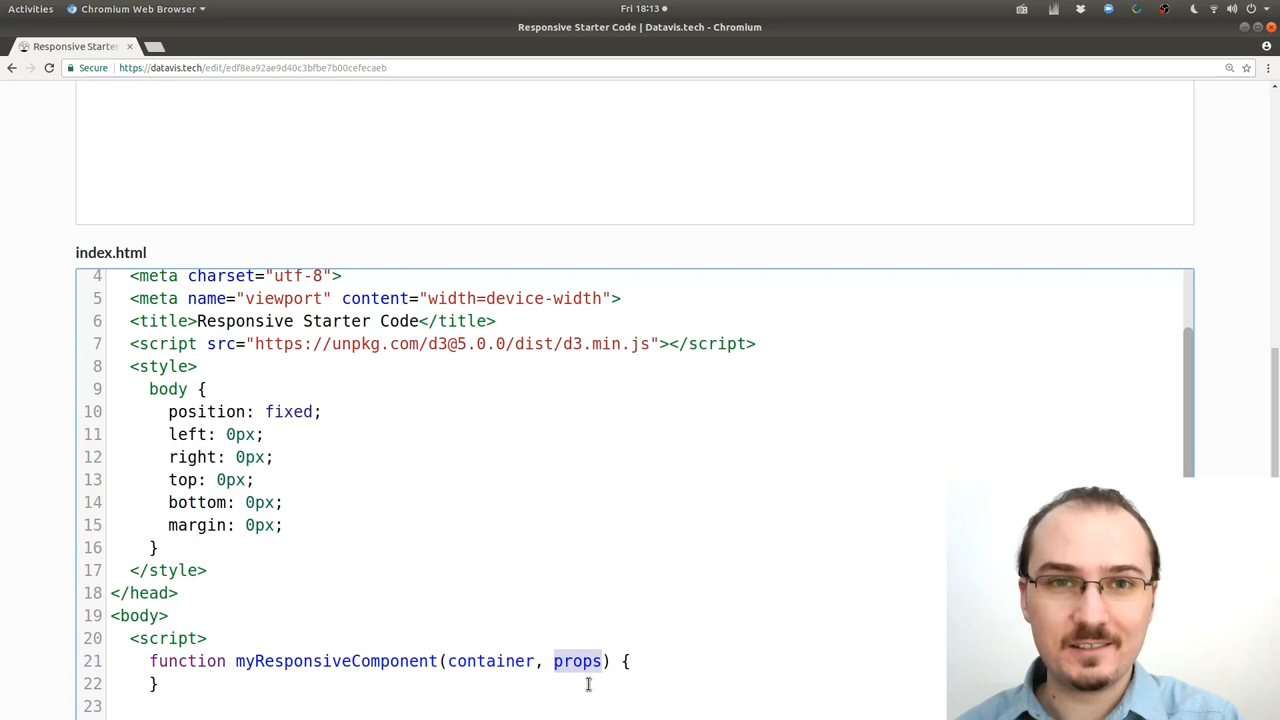 Activities Chromium Web Browser Fri 18:13
Responsive Starter Code | Datavis.tech - Chromium
Responsive Starter
Secure https://datavis.tech/edit/edf8ea92ae9d40c3bfbe7b00cefecaeb
index.html
4 <meta charset="utf-8">
5 <meta name="viewport" content="width=device-width">
6 <title>Responsive Starter Code</title>
7 <script src="https://unpkg.com/d3@5.0.0/dist/d3.min.js"></script>
8 <style>
9 body {
10 position: fixed;
11 left: 0px;
12 right: 0px;
13 top: 0px;
14 bottom: 0px;
15 margin: 0px;
16 }
17 </style>
18 </head>
19 <body>
20 <script>
21 function myResponsiveComponent(container, props) {
22 }
23